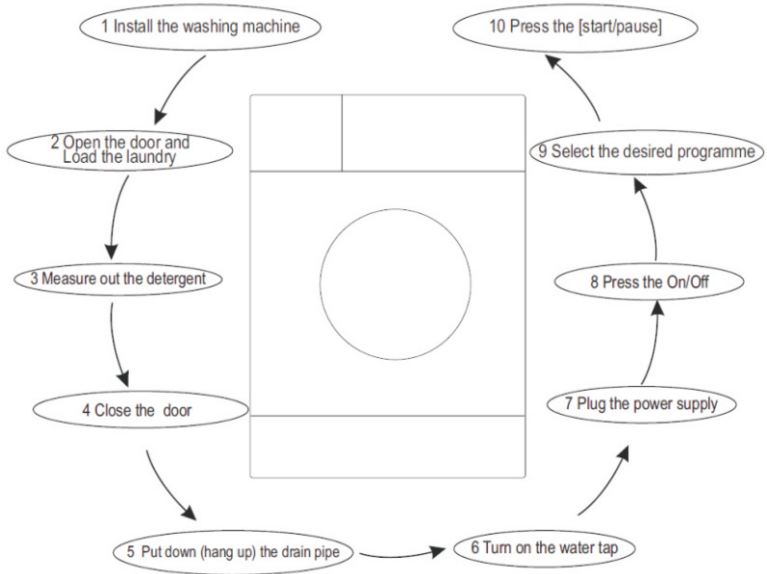 1 Install the washing machine
2 Open the door and
Load the laundry
3 Measure out the detergent
4 Close the door
5 Put down (hang up) the drain pipe
6 Turn on the water tap
7 Plug the power supply
8 Press the On/Off
9 Select the desired programme
10 Press the [start/pause]